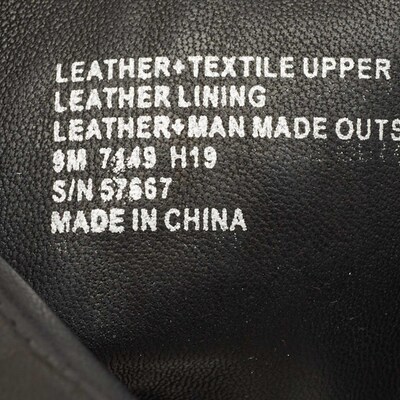 LEATHER+TEXTILE UPPER
LEATHER LINING
LEATHER+MAN MADE OUTS
9M 7149 H19
S/N 57667
MADE IN CHINA